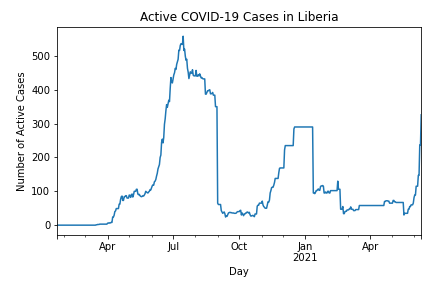 Active COVID-19 Cases in Liberia
Number of Active Cases
500
400
300
200
100
0
Apr
Jul
Oct
Jan
2021
Apr
Day